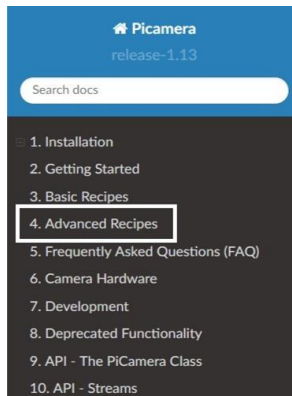 Picamera
release-1.13
Search docs
1. Installation
2. Getting Started
3. Basic Recipes
4. Advanced Recipes
5. Frequently Asked Questions (FAQ)
6. Camera Hardware
7. Development
8. Deprecated Functionality
9. API - The PiCamera Class
10. API - Streams